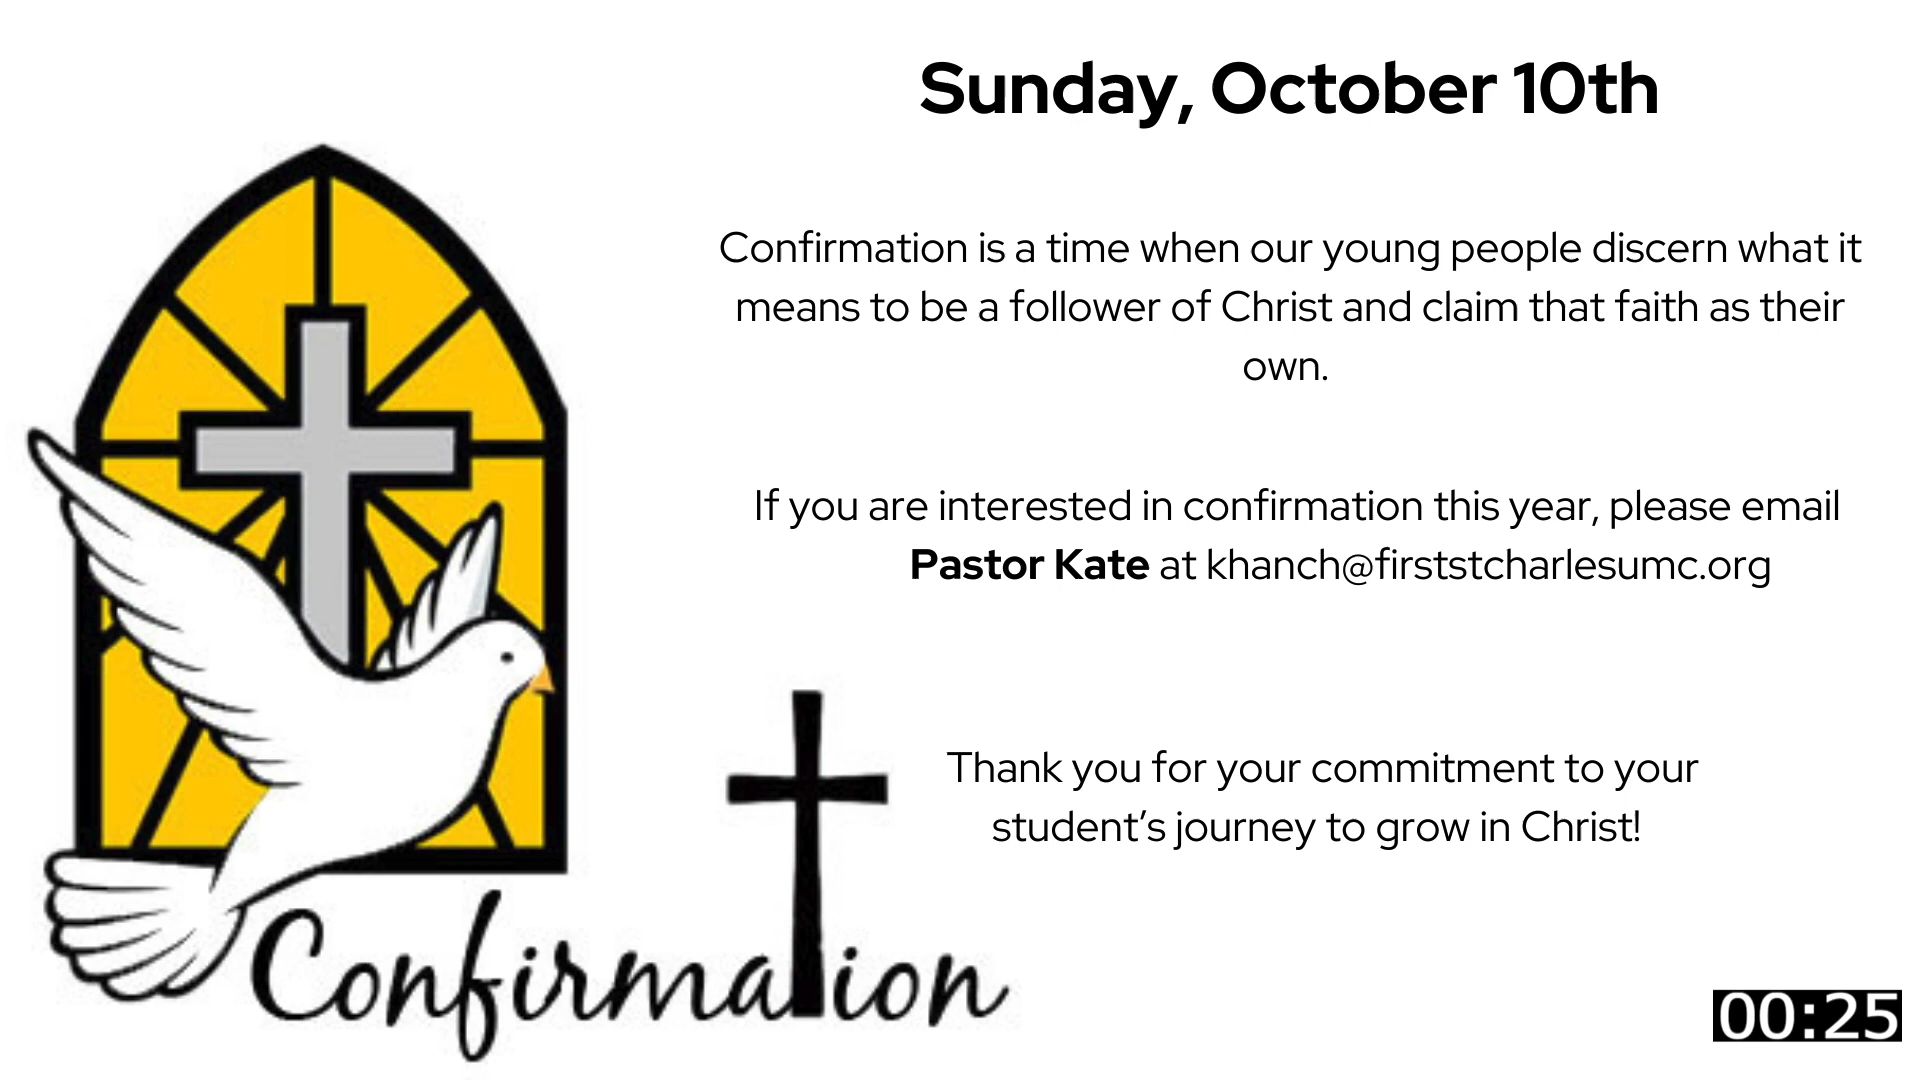 Sunday, October 10th
Confirmation is a time when our young people discern what it
means to be a follower of Christ and claim that faith as their
own.
If you are interested in confirmation this year, please email
Pastor Kate at khanch@firststcharlesumc.org
Thank you for your commitment to your
student’s journey to grow in Christ!
Confirmation
00:25